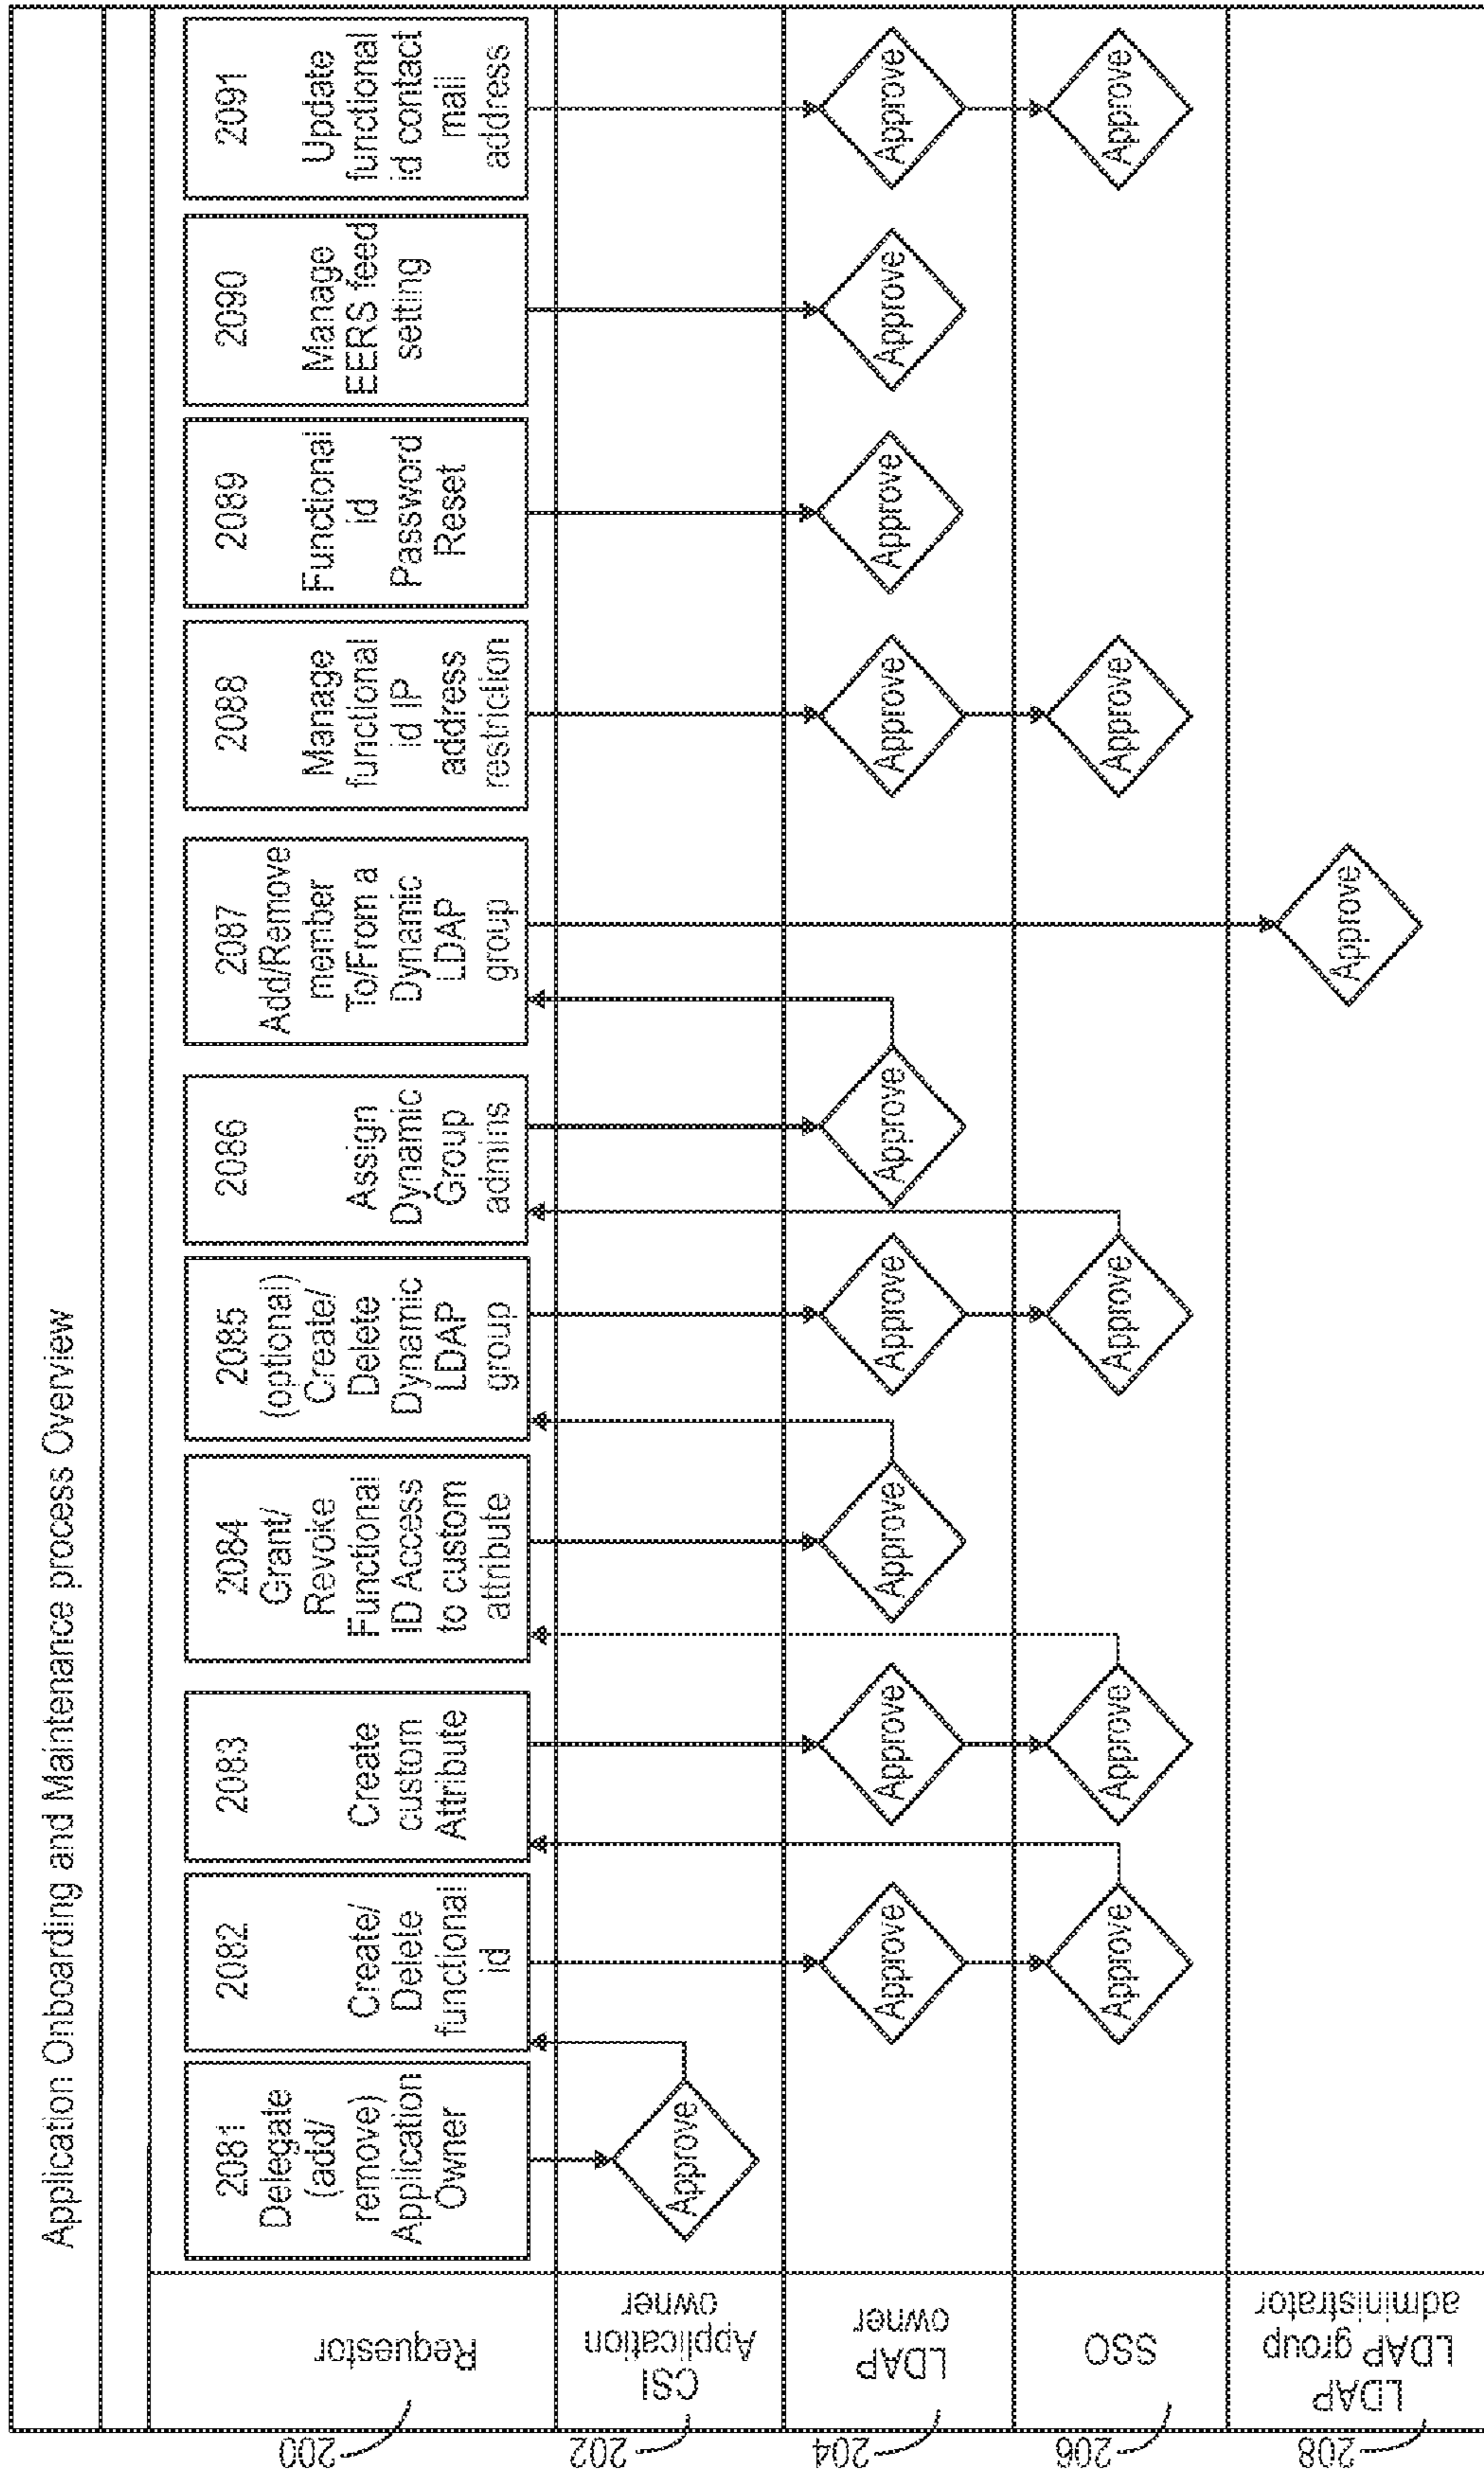 Application Onboarding and Maintenance process Overview
200
Requestor
2081
Delegate
(add/
remove)
Application
Owner
2082
Create/
Delete
functional
id
2083
Create
custom
Attribute
2084
Grant/
Revoke
Functional
ID Access
to custom
attribute
2085
(optional)
Create/
Delete
Dynamic
LDAP
group
2086
Assign
Dynamic
Group
admins
2087
Add/Remove
member
To/From a
Dynamic
LDAP
group
2088
Manage
functional
id IP
address
restriction
2089
Functional
id
Password
Reset
2090
Manage
EERS feed
setting
2091
Update
functional
id contact
mail
address
202
CSI
Application
owner
Approve
204
LDAP
owner
Approve
Approve
Approve
Approve
Approve
Approve
Approve
Approve
Approve
206
SSO
Approve
Approve
Approve
Approve
Approve
208
LDAP
LDAP group
administrator
Approve